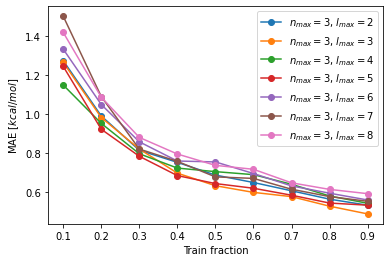 MAE [kcal/mol]
1.4
1.2
1.0
0.8
0.6
n_max = 3, l_max = 2
n_max = 3, l_max = 3
n_max = 3, l_max = 4
n_max = 3, l_max = 5
n_max = 3, l_max = 6
n_max = 3, l_max = 7
n_max = 3, l_max = 8
0.1 0.2 0.3 0.4 0.5 0.6 0.7 0.8 0.9
Train fraction